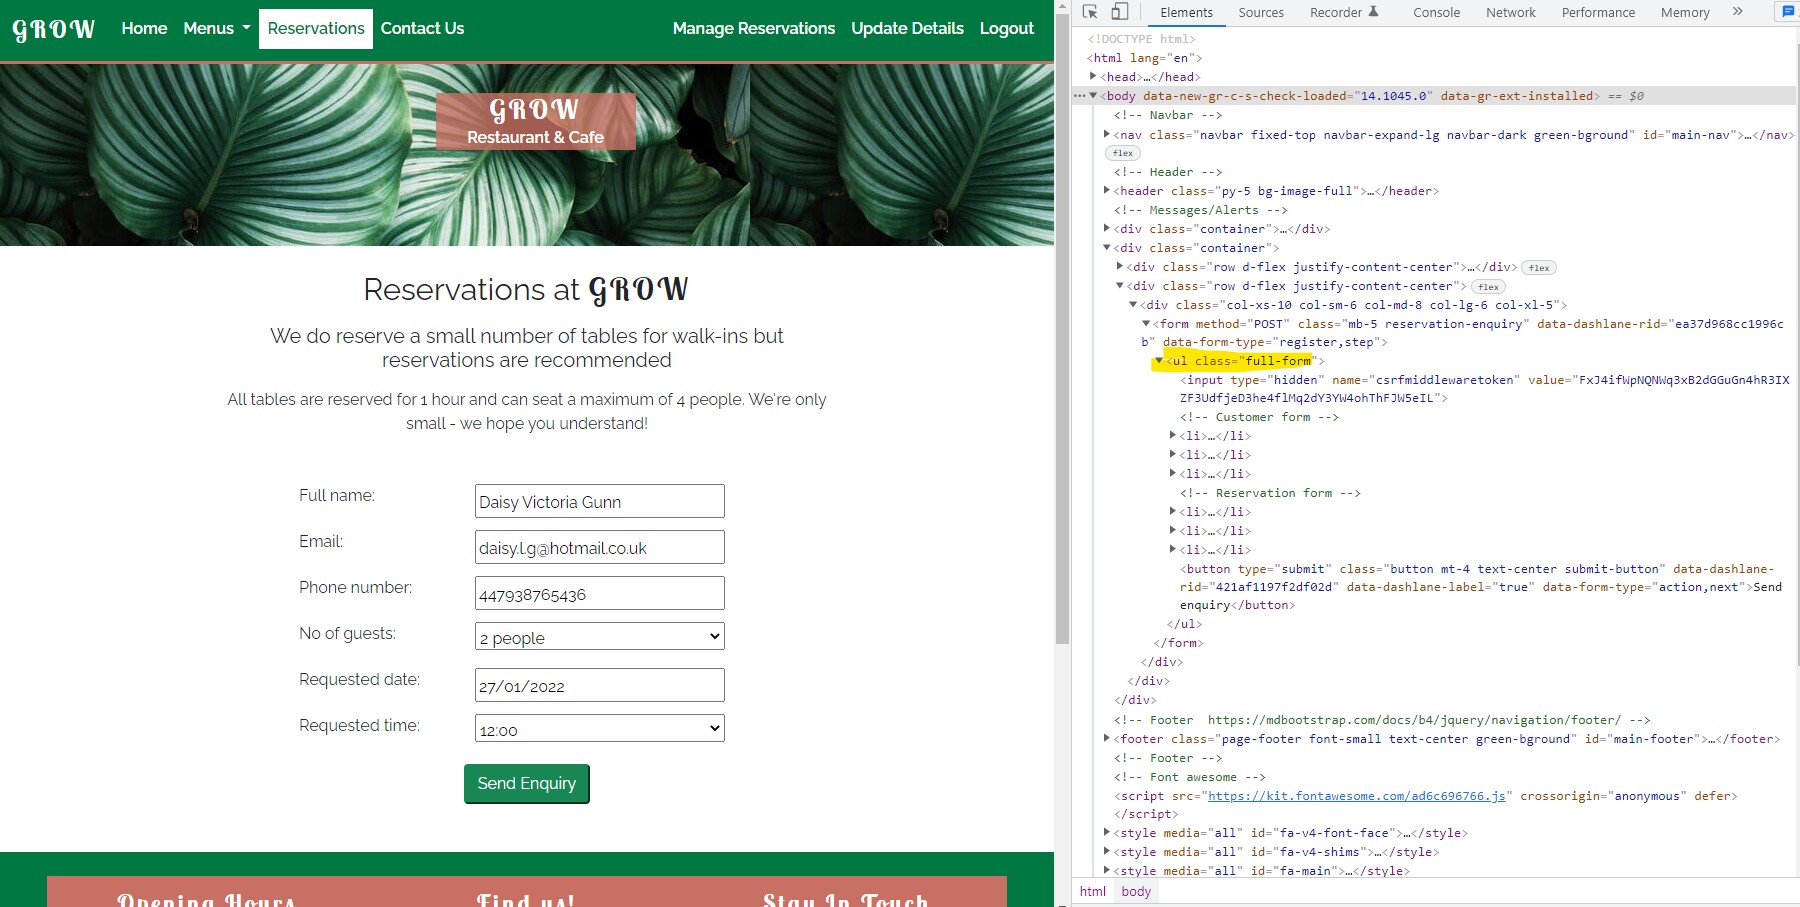 GROW Home Menus Reservations Contact Us Manage Reservations Update Details Logout
GROW
Restaurant & Cafe
Reservations at GROW
We do reserve a small number of tables for walk-ins but
reservations are recommended
All tables are reserved for 1 hour and can seat a maximum of 4 people. We're only
small - we hope you understand!
Full name: Daisy Victoria Gunn
Email: daisy.l.g@hotmail.co.uk
Phone number: 447938765436
No of guests: 2 people
Requested date: 27/01/2022
Requested time: 12:00
Send Enquiry
Opening Hours Find us! Stay In Touch
Elements Sources Recorder Console Network Performance Memory »
<!DOCTYPE html>
<html lang="en">
<head>…</head>
<body data-new-gr-c-s-check-loaded="14.1045.0" data-gr-ext-installed> == $0
<!-- Navbar -->
<nav class="navbar fixed-top navbar-expand-lg navbar-dark green-bground" id="main-nav">…</nav>
flex
<!-- Header -->
<header class="py-5 bg-image-full">…</header>
<!-- Messages/Alerts -->
<div class="container">…</div>
<div class="container">
<div class="row d-flex justify-content-center">…</div> flex
<div class="row d-flex justify-content-center"> flex
<div class="col-xs-10 col-sm-6 col-md-8 col-lg-6 col-xl-5">
<form method="POST" class="mb-5 reservation-enquiry" data-dashlane-rid="ea37d968cc1996c
b" data-form-type="register,step">
<ul class="full-form">
<input type="hidden" name="csrfmiddlewaretoken" value="FxJ4ifWpNQNWq3xB2dGGuGn4hR3IX
ZF3UdfjeD3he4flMq2dY3YW4ohThFJW5eIL">
<!-- Customer form -->
<li>…</li>
<li>…</li>
<li>…</li>
<!-- Reservation form -->
<li>…</li>
<li>…</li>
<li>…</li>
<button type="submit" class="button mt-4 text-center submit-button" data-dashlane-
rid="421af1197f2df02d" data-dashlane-label="true" data-form-type="action,next">Send
enquiry</button>
</ul>
</form>
</div>
</div>
</div>
<!-- Footer  https://mdbootstrap.com/docs/b4/jquery/navigation/footer/ -->
<footer class="page-footer font-small text-center green-bground" id="main-footer">…</footer>
<!-- Footer -->
<!-- Font awesome -->
<script src="https://kit.fontawesome.com/ad6c696766.js" crossorigin="anonymous" defer>
</script>
<style media="all" id="fa-v4-font-face">…</style>
<style media="all" id="fa-v4-shims">…</style>
<style media="all" id="fa-main">…</style>
html body